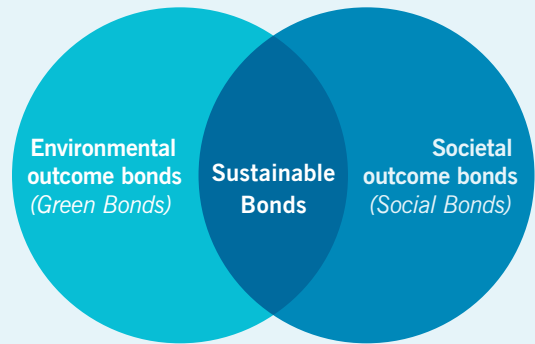 Environmental
outcome bonds
(Green Bonds)
Sustainable
Bonds
Societal
outcome bonds
(Social Bonds)